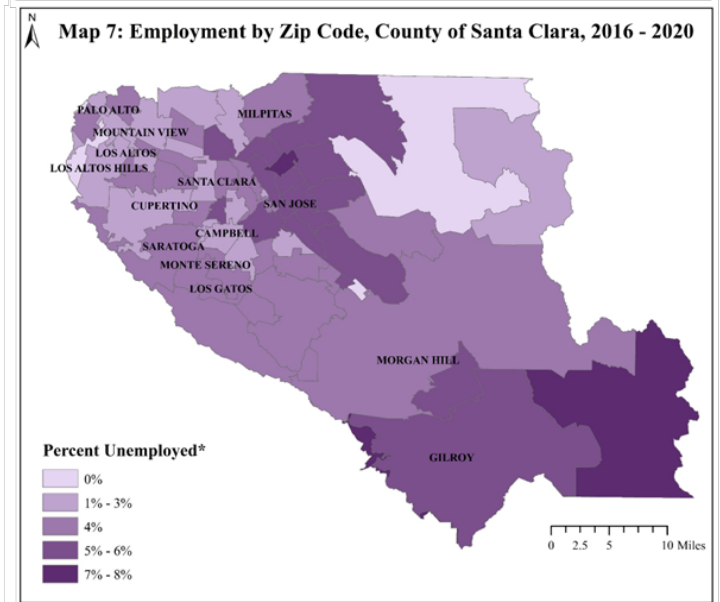 N
Map 7: Employment by Zip Code, County of Santa Clara, 2016 - 2020
PALO ALTO
MILPITAS
MOUNTAIN VIEW
LOS ALTOS
LOS ALTOS HILLS
SANTA CLARA
CUPERTINO
SAN JOSE
CAMPBELL
SARATOGA
MONTE SERENO
LOS GATOS
MORGAN HILL
GILROY
Percent Unemployed*
0%
1% - 3%
4%
5% - 6%
7% - 8%
0 2.5 5 10 Miles